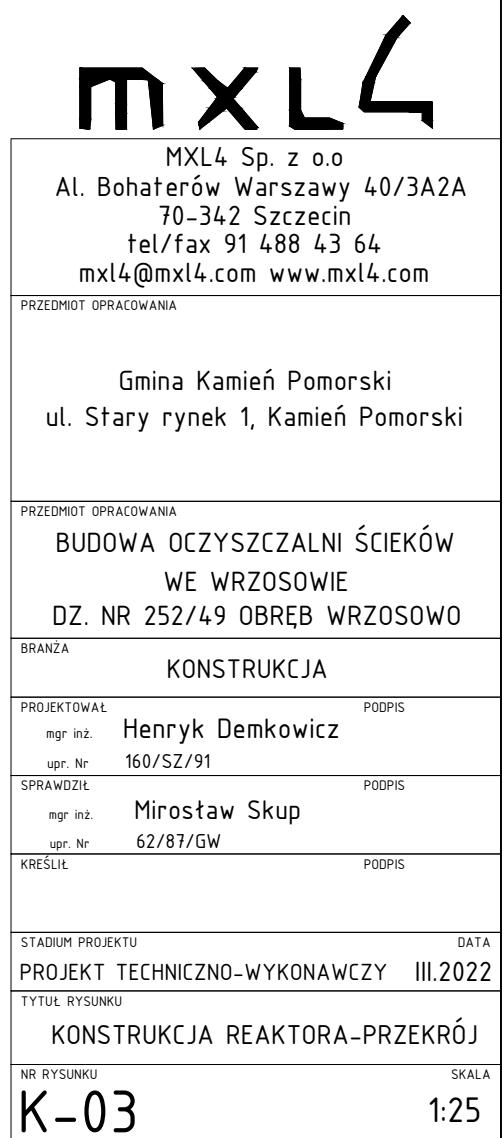 mxl4
MXL4 Sp. z o.o
Al. Bohaterów Warszawy 40/3A2A
70-342 Szczecin
tel/fax 91 488 43 64
mxl4@mxl4.com www.mxl4.com
PRZEDMIOT OPRACOWANIA
Gmina Kamień Pomorski
ul. Stary rynek 1, Kamień Pomorski
PRZEDMIOT OPRACOWANIA
BUDOWA OCZYSZCZALNI ŚCIEKÓW
WE WRZOSOWIE
DZ. NR 252/49 OBRĘB WRZOSOWO
BRANŻA
KONSTRUKCJA
PROJEKTOWAŁ PODPIS
mgr inż. Henryk Demkowicz
upr. Nr 160/SZ/91
SPRAWDZIŁ PODPIS
mgr inż. Mirosław Skup
upr. Nr 62/87/GW
KREŚLIŁ PODPIS
STADIUM PROJEKTU DATA
PROJEKT TECHNICZNO-WYKONAWCZY III.2022
TYTUŁ RYSUNKU
KONSTRUKCJA REAKTORA-PRZEKRÓJ
NR RYSUNKU SKALA
K-03 1:25